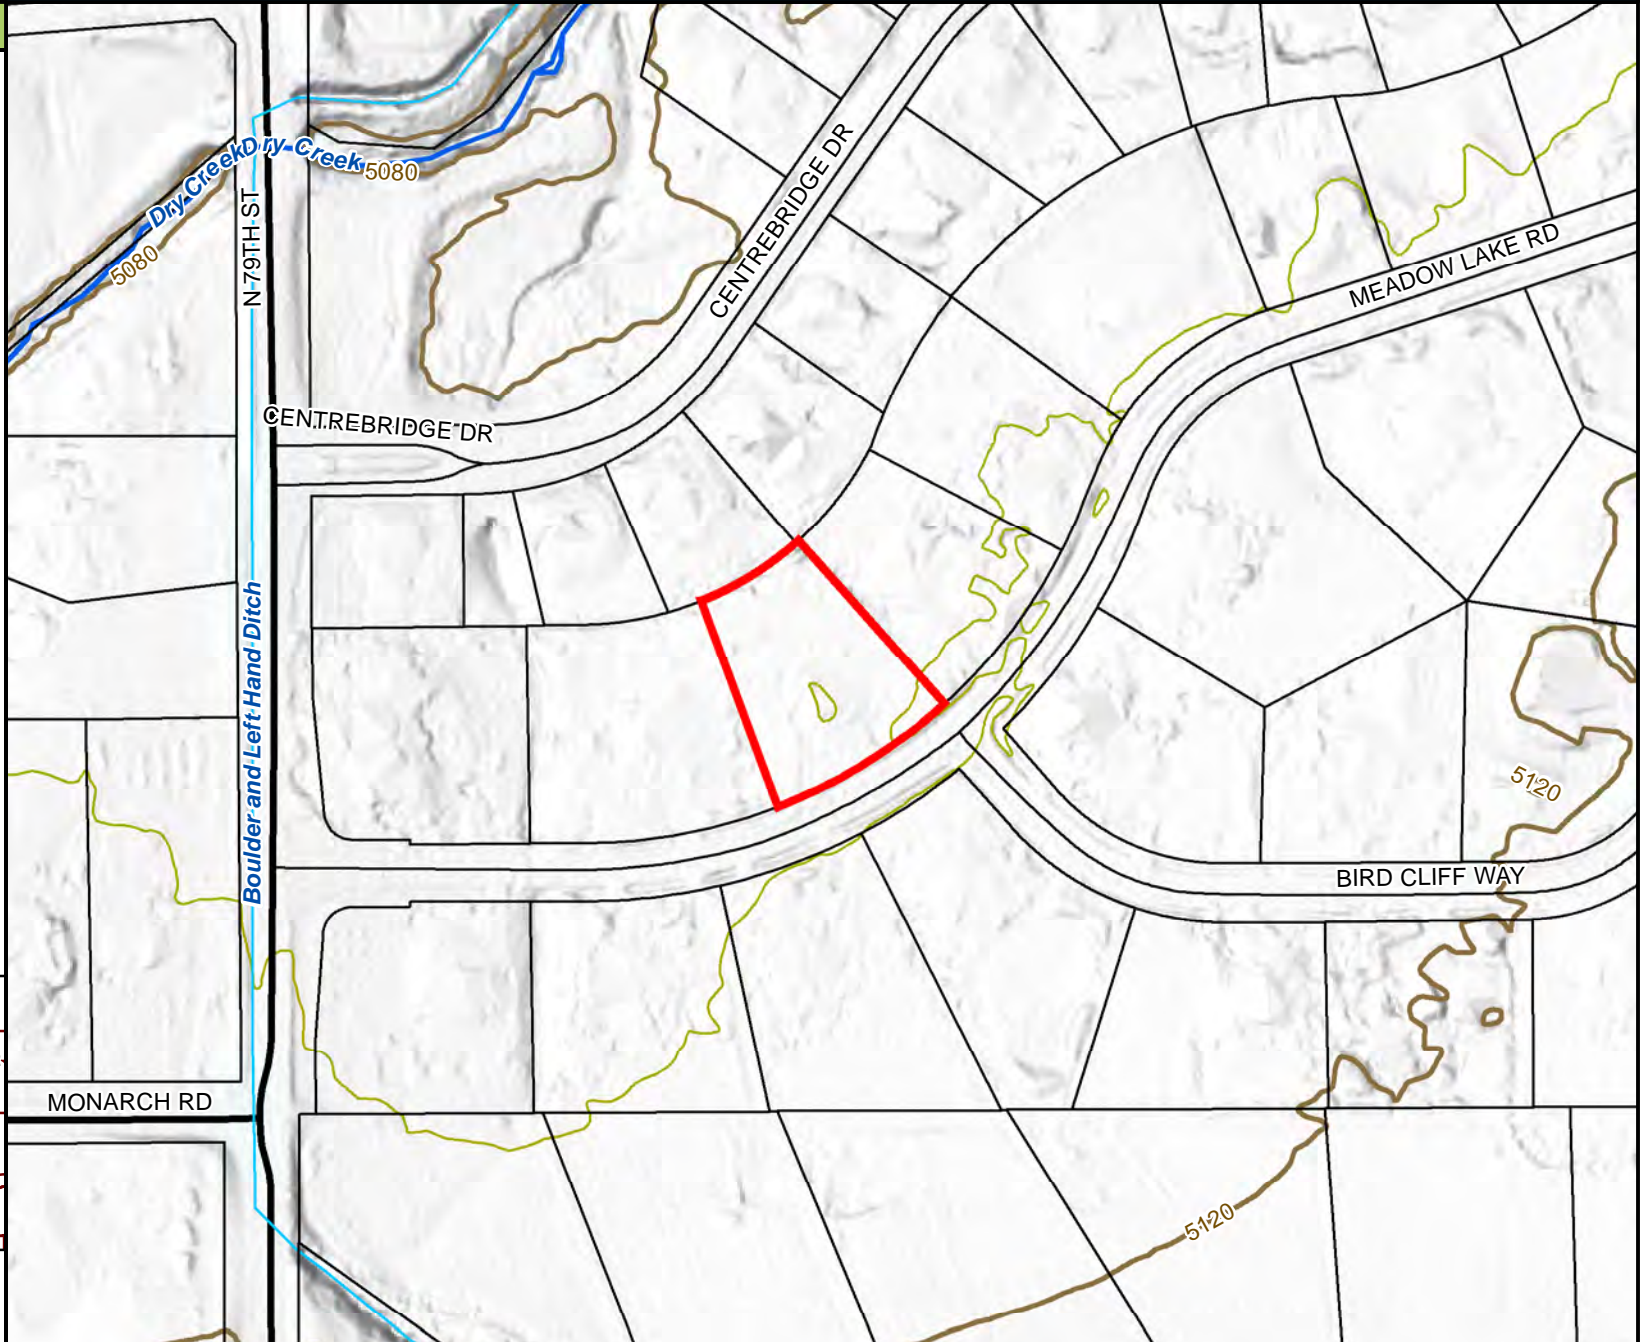 Dry Creek
Dry Creek
5080
5080
N 79TH ST
CENTREBRIDGE DR
MEADOW LAKE RD
CENTREBRIDGE DR
Boulder and Left Hand Ditch
5120
BIRD CLIFF WAY
MONARCH RD
5120